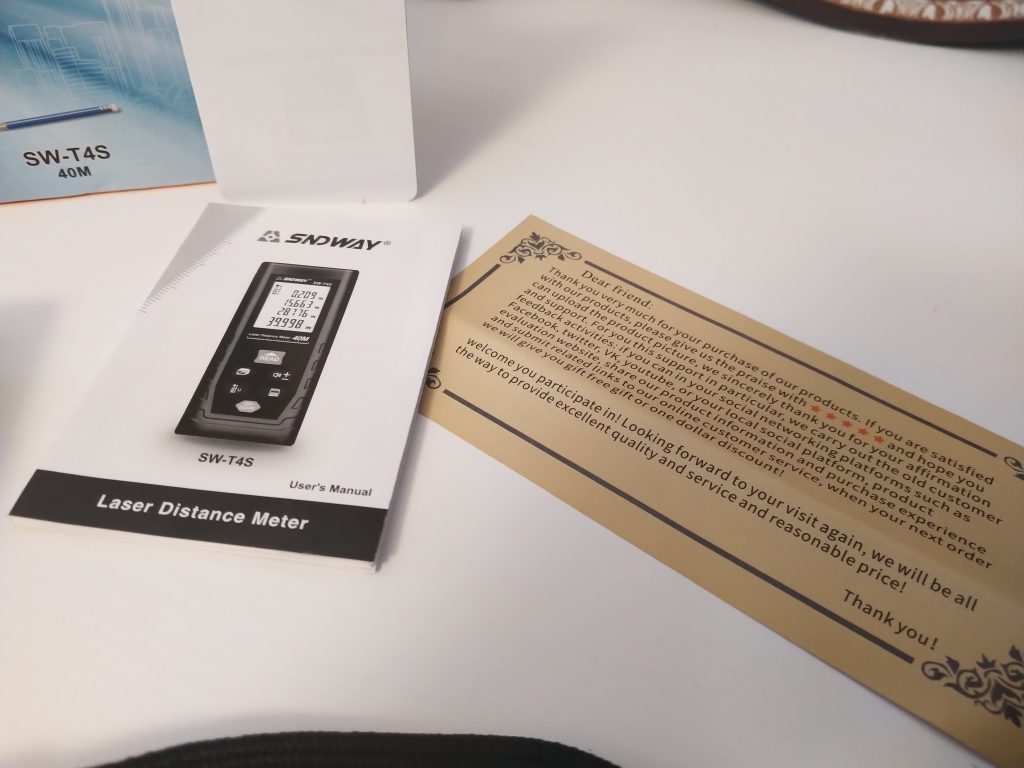 SW-T4S
40M
SNDWAY®
SNDWAY SW-T4S
0.209 m
15.663 m
28.776 m
39.998 m
Laser Distance Meter 40M
READ
SW-T4S
User's Manual
Laser Distance Meter
Dear friend:
Thank you very much for your purchase of our products. If you are satisfied
with our products, please give us the praise with ★★★★★ and hope you
can upload the product picture, we sincerely thank you for your affirmation
and support. For you this support in particular, we carry out the old customer
feedback activities: if you can in your social networking platforms such as
Facebook, twitter, VK, youtube, or your local social platform, product
evaluation website, share our product information and purchase experience
and submit related links to our online customer service, when your next order
we will give you the gift free gift or one dollar discount!
welcome you participate in! Looking forward to your visit again, we will be all
the way to provide excellent quality and service and reasonable price!
Thank you!